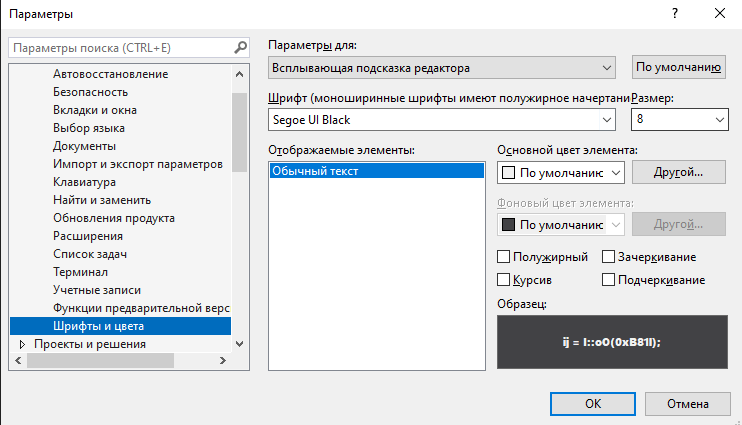 Параметры
? ×
Параметры поиска (CTRL+E)
Автовосстановление
Безопасность
Вкладки и окна
Выбор языка
Документы
Импорт и экспорт параметров
Клавиатура
Найти и заменить
Обновления продукта
Расширения
Список задач
Терминал
Учетные записи
Функции предварительной верс
Шрифты и цвета
Проекты и решения
Параметры для:
Всплывающая подсказка редактора
По умолчанию
Шрифт (моноширинные шрифты имеют полужирное начертани
Размер:
Segoe UI Black
8
Отображаемые элементы:
Обычный текст
Основной цвет элемента:
По умолчанию
Другой...
Фоновый цвет элемента:
По умолчанию
Другой...
Полужирный
Зачеркивание
Курсив
Подчеркивание
Образец:
ij = I::oO(0xB81l);
OK
Отмена